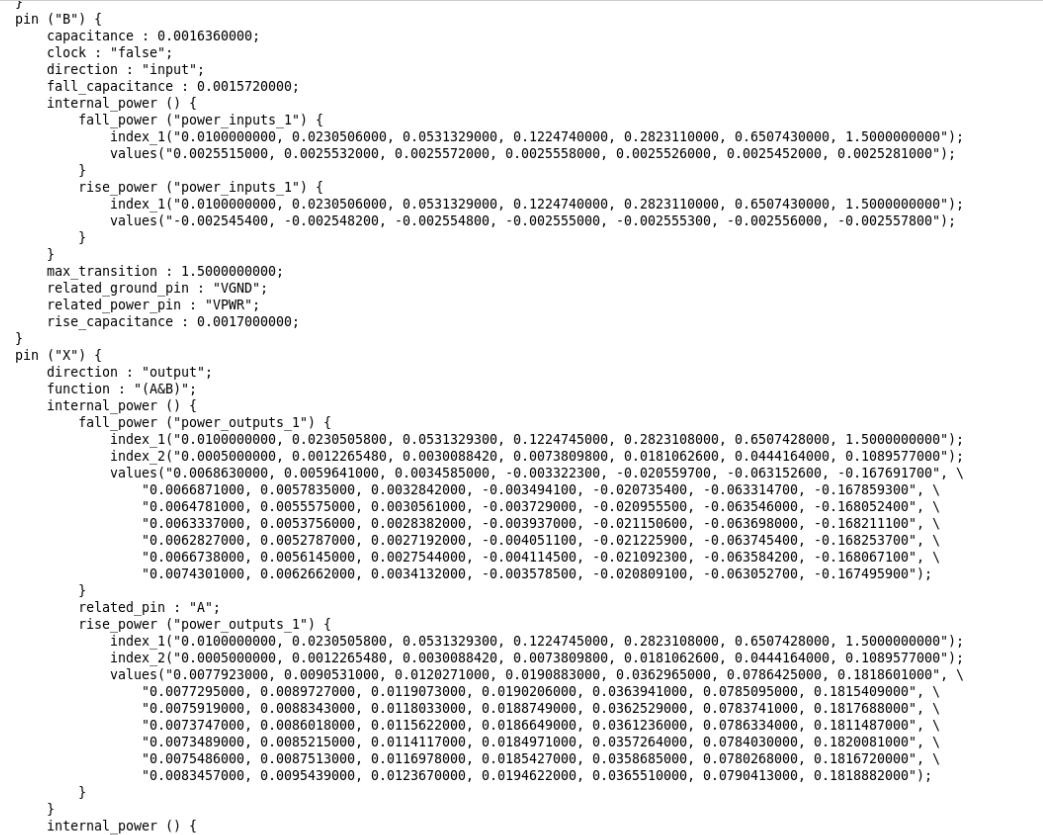 }
pin ("B") {
    capacitance : 0.0016360000;
    clock : "false";
    direction : "input";
    fall_capacitance : 0.0015720000;
    internal_power () {
        fall_power ("power_inputs_1") {
            index_1("0.0100000000, 0.0230506000, 0.0531329000, 0.1224740000, 0.2823110000, 0.6507430000, 1.5000000000");
            values("0.0025515000, 0.0025532000, 0.0025572000, 0.0025558000, 0.0025526000, 0.0025452000, 0.0025281000");
        }
        rise_power ("power_inputs_1") {
            index_1("0.0100000000, 0.0230506000, 0.0531329000, 0.1224740000, 0.2823110000, 0.6507430000, 1.5000000000");
            values("-0.002545400, -0.002548200, -0.002554800, -0.002555000, -0.002555300, -0.002556000, -0.002557800");
        }
    }
    max_transition : 1.5000000000;
    related_ground_pin : "VGND";
    related_power_pin : "VPWR";
    rise_capacitance : 0.0017000000;
}
pin ("X") {
    direction : "output";
    function : "(A&B)";
    internal_power () {
        fall_power ("power_outputs_1") {
            index_1("0.0100000000, 0.0230505800, 0.0531329300, 0.1224745000, 0.2823108000, 0.6507428000, 1.5000000000");
            index_2("0.0005000000, 0.0012265480, 0.0030088420, 0.0073809800, 0.0181062600, 0.0444164000, 0.1089577000");
            values("0.0068630000, 0.0059641000, 0.0034585000, -0.003322300, -0.020559700, -0.063152600, -0.167691700", \
                "0.0066871000, 0.0057835000, 0.0032842000, -0.003494100, -0.020735400, -0.063314700, -0.167859300", \
                "0.0064781000, 0.0055575000, 0.0030561000, -0.003729000, -0.020955500, -0.063546000, -0.168052400", \
                "0.0063337000, 0.0053756000, 0.0028382000, -0.003937000, -0.021150600, -0.063698000, -0.168211100", \
                "0.0062827000, 0.0052787000, 0.0027192000, -0.004051100, -0.021225900, -0.063745400, -0.168253700", \
                "0.0066738000, 0.0056145000, 0.0027544000, -0.004114500, -0.021092300, -0.063584200, -0.168067100", \
                "0.0074301000, 0.0062662000, 0.0034132000, -0.003578500, -0.020809100, -0.063052700, -0.167495900");
        }
        related_pin : "A";
        rise_power ("power_outputs_1") {
            index_1("0.0100000000, 0.0230505800, 0.0531329300, 0.1224745000, 0.2823108000, 0.6507428000, 1.5000000000");
            index_2("0.0005000000, 0.0012265480, 0.0030088420, 0.0073809800, 0.0181062600, 0.0444164000, 0.1089577000");
            values("0.0077923000, 0.0090531000, 0.0120271000, 0.0190883000, 0.0362965000, 0.0786425000, 0.1818601000", \
                "0.0077295000, 0.0089727000, 0.0119073000, 0.0190206000, 0.0363941000, 0.0785095000, 0.1815409000", \
                "0.0075919000, 0.0088343000, 0.0118033000, 0.0188749000, 0.0362529000, 0.0783741000, 0.1817688000", \
                "0.0073747000, 0.0086018000, 0.0115622000, 0.0186649000, 0.0361236000, 0.0786334000, 0.1811487000", \
                "0.0073489000, 0.0085215000, 0.0114117000, 0.0184971000, 0.0357264000, 0.0784030000, 0.1820081000", \
                "0.0075486000, 0.0087513000, 0.0116978000, 0.0185427000, 0.0358685000, 0.0780268000, 0.1816720000", \
                "0.0083457000, 0.0095439000, 0.0123670000, 0.0194622000, 0.0365510000, 0.0790413000, 0.1818882000");
        }
    }
    internal_power () {